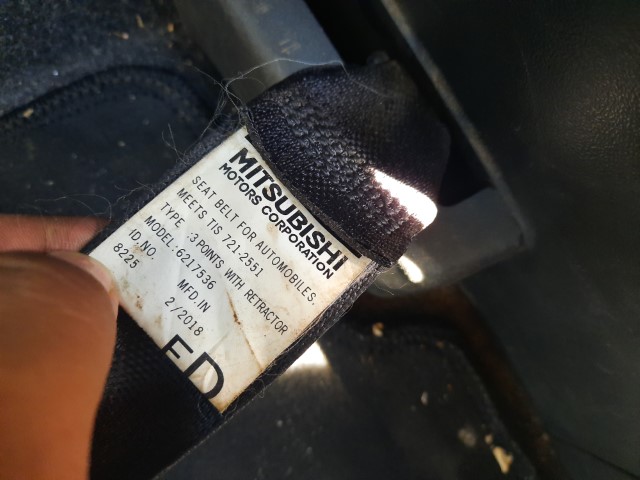 MITSUBISHI
MOTORS CORPORATION
SEAT BELT FOR AUTOMOBILES,
MEETS TIS 721-2551
TYPE :3 POINTS WITH RETRACTOR
MODEL:6217536
ID NO. MFD.IN
8225 2/2018
ED